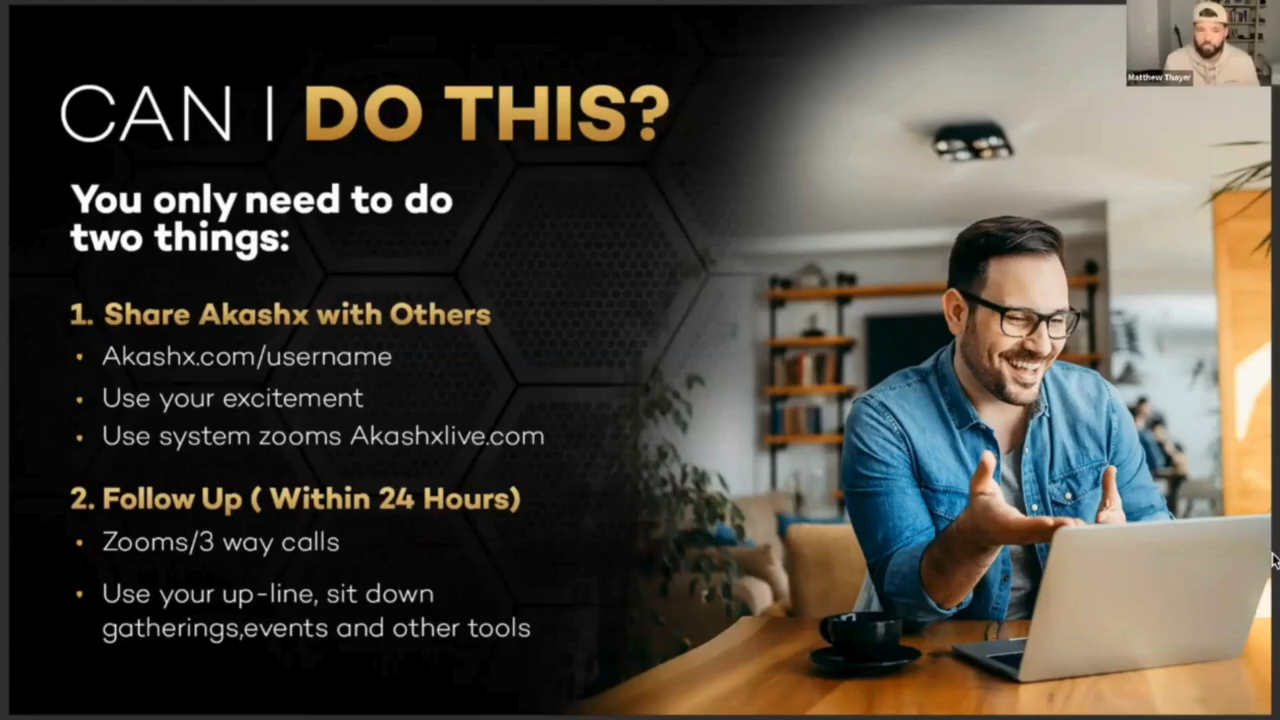 Matthew Thayer
CAN I DO THIS?
You only need to do
two things:
1. Share Akashx with Others
• Akashx.com/username
• Use your excitement
• Use system zooms Akashxlive.com
2. Follow Up ( Within 24 Hours)
• Zooms/3 way calls
• Use your up-line, sit down
gatherings,events and other tools